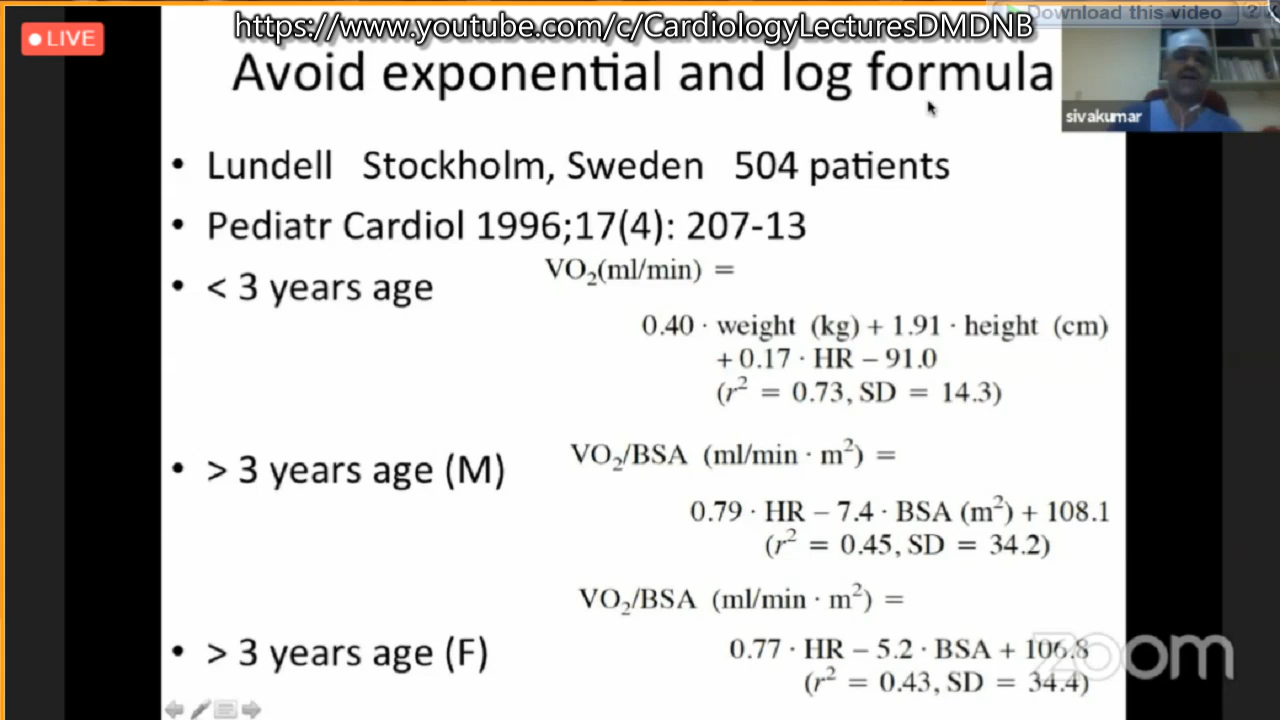 https://www.youtube.com/c/CardiologyLecturesDMDNB
Download this video
LIVE
Avoid exponential and log formula
sivakumar
• Lundell Stockholm, Sweden 504 patients
• Pediatr Cardiol 1996;17(4): 207-13
• < 3 years age
VO₂(ml/min) =
0.40 · weight (kg) + 1.91 · height (cm)
+ 0.17 · HR − 91.0
(r² = 0.73, SD = 14.3)
• > 3 years age (M)
VO₂/BSA (ml/min · m²) =
0.79 · HR − 7.4 · BSA (m²) + 108.1
(r² = 0.45, SD = 34.2)
VO₂/BSA (ml/min · m²) =
• > 3 years age (F)
0.77 · HR − 5.2 · BSA + 106.8
(r² = 0.43, SD = 34.4)
zoom